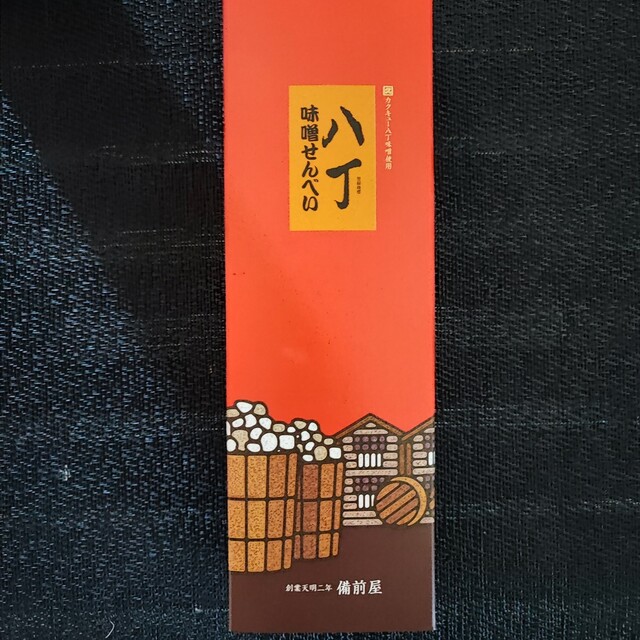 カクキュー八丁味噌使用
八丁
味噌せんべい
創業天明二年 備前屋